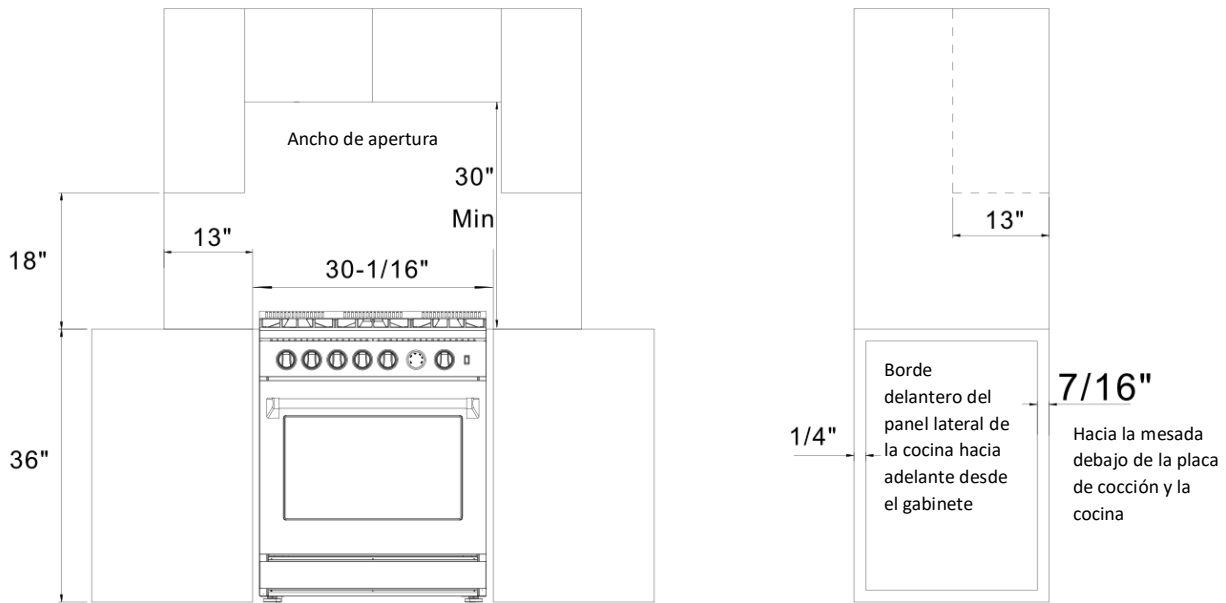 Ancho de apertura
30"
Min
18"
13"
30-1/16"
36"
13"
Borde
delantero del
panel lateral de
la cocina hacia
adelante desde
el gabinete
1/4"
7/16"
Hacia la mesada
debajo de la placa
de cocción y la
cocina